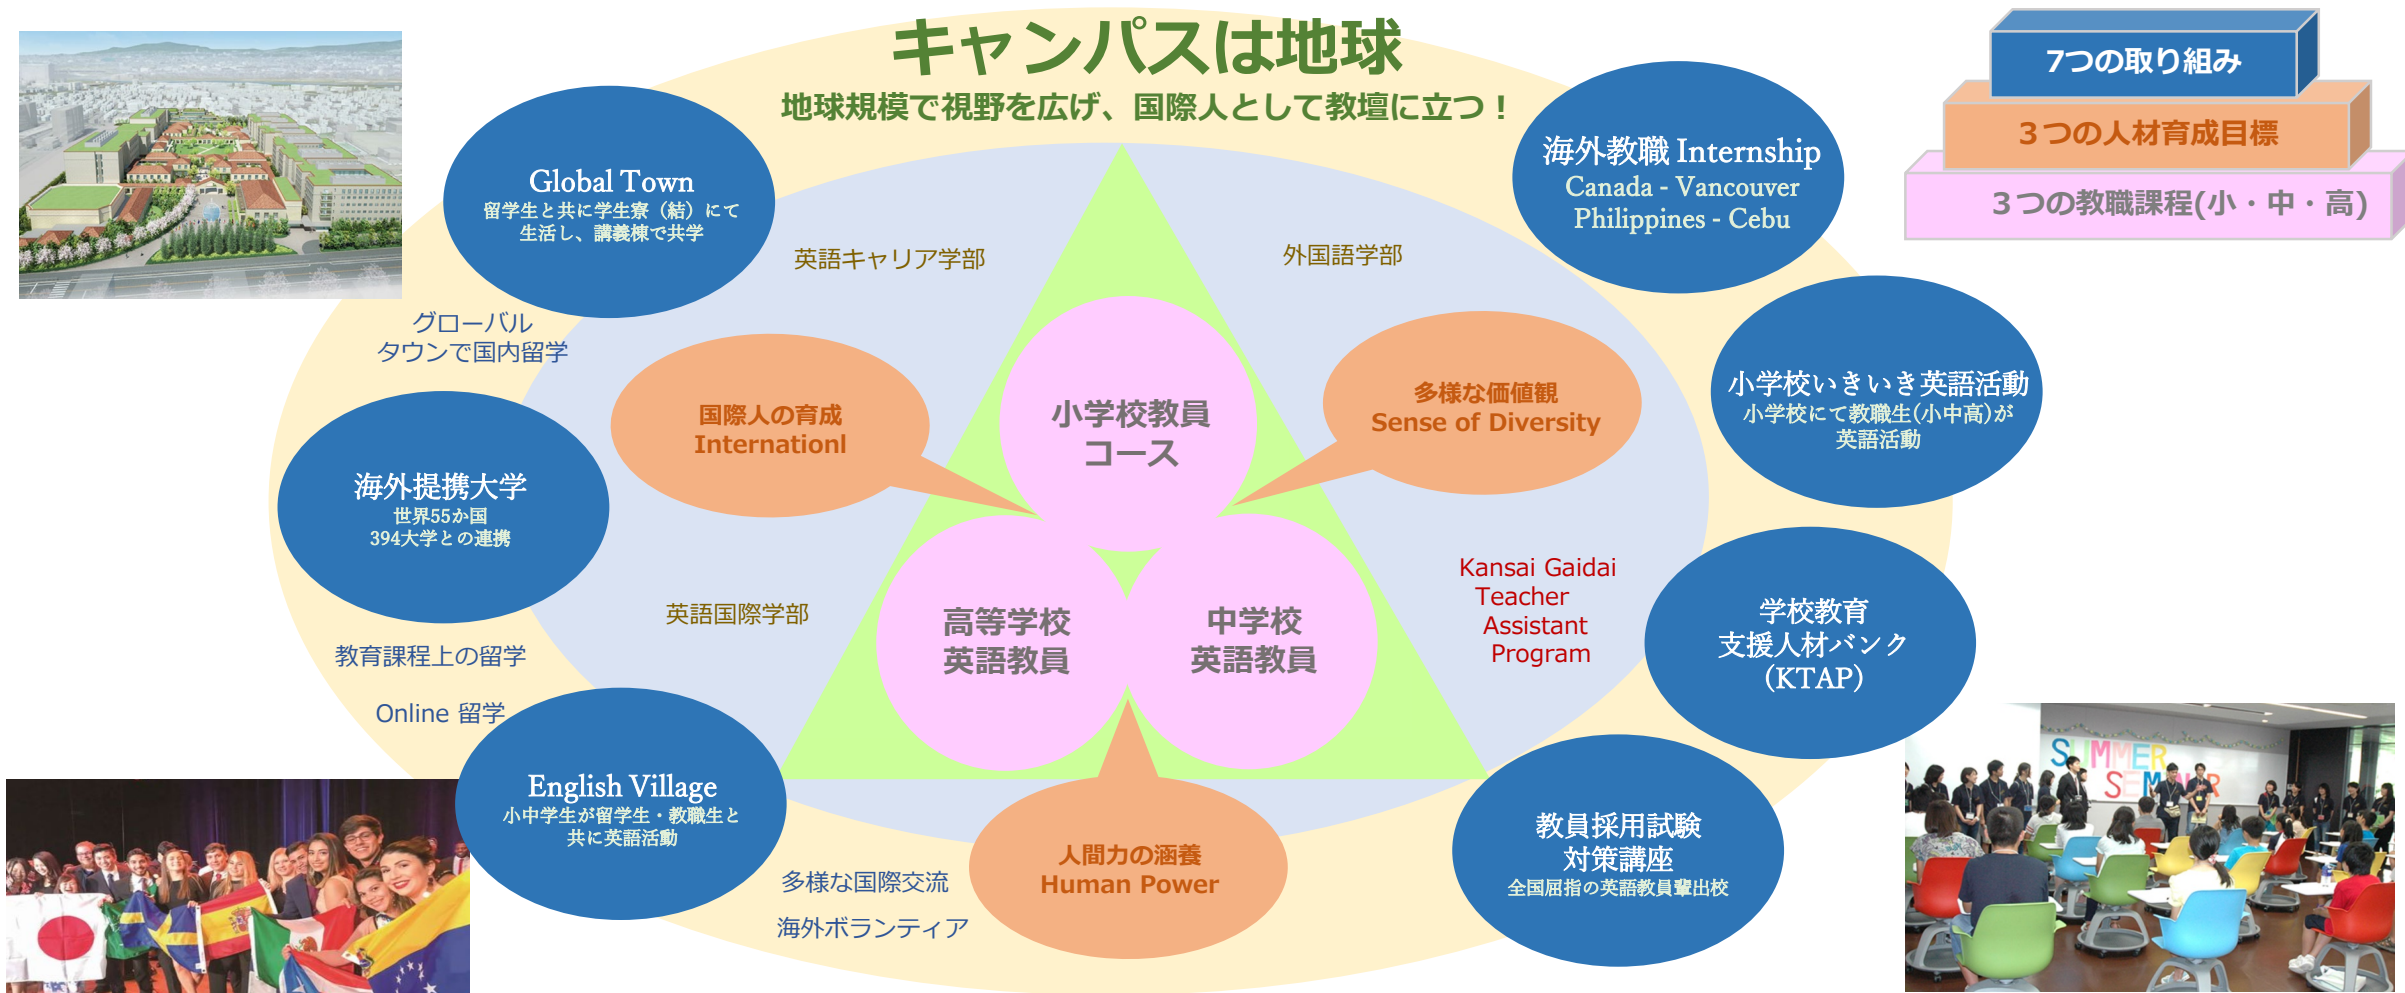 キャンパスは地球
地球規模で視野を広げ、国際人として教壇に立つ！
7つの取り組み
３つの人材育成目標
３つの教職課程(小・中・高)
Global Town
留学生と共に学生寮（結）にて
生活し、講義棟で共学
海外教職 Internship
Canada - Vancouver
Philippines - Cebu
英語キャリア学部
外国語学部
グローバル
タウンで国内留学
国際人の育成
Internationl
小学校教員
コース
多様な価値観
Sense of Diversity
小学校いきいき英語活動
小学校にて教職生(小中高)が
英語活動
海外提携大学
世界55か国
394大学との連携
英語国際学部
高等学校
英語教員
中学校
英語教員
Kansai Gaidai
Teacher
Assistant
Program
学校教育
支援人材バンク
（KTAP）
教育課程上の留学
Online 留学
English Village
小中学生が留学生・教職生と
共に英語活動
多様な国際交流
海外ボランティア
人間力の涵養
Human Power
教員採用試験
対策講座
全国屈指の英語教員輩出校
SUMMER